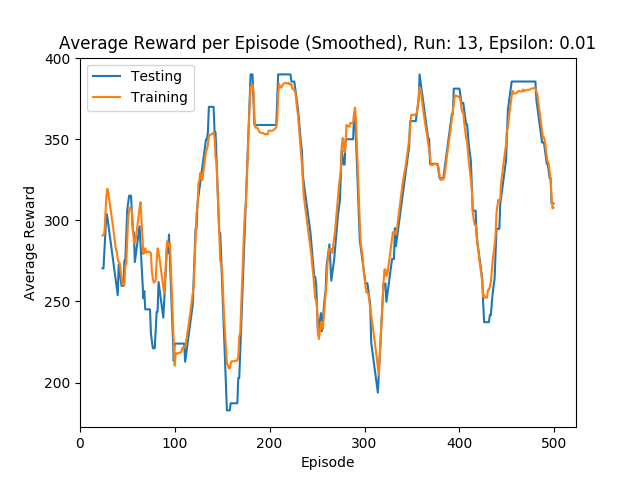 Average Reward per Episode (Smoothed), Run: 13, Epsilon: 0.01
Testing
Training
Average Reward
400
350
300
250
200
0 100 200 300 400 500
Episode